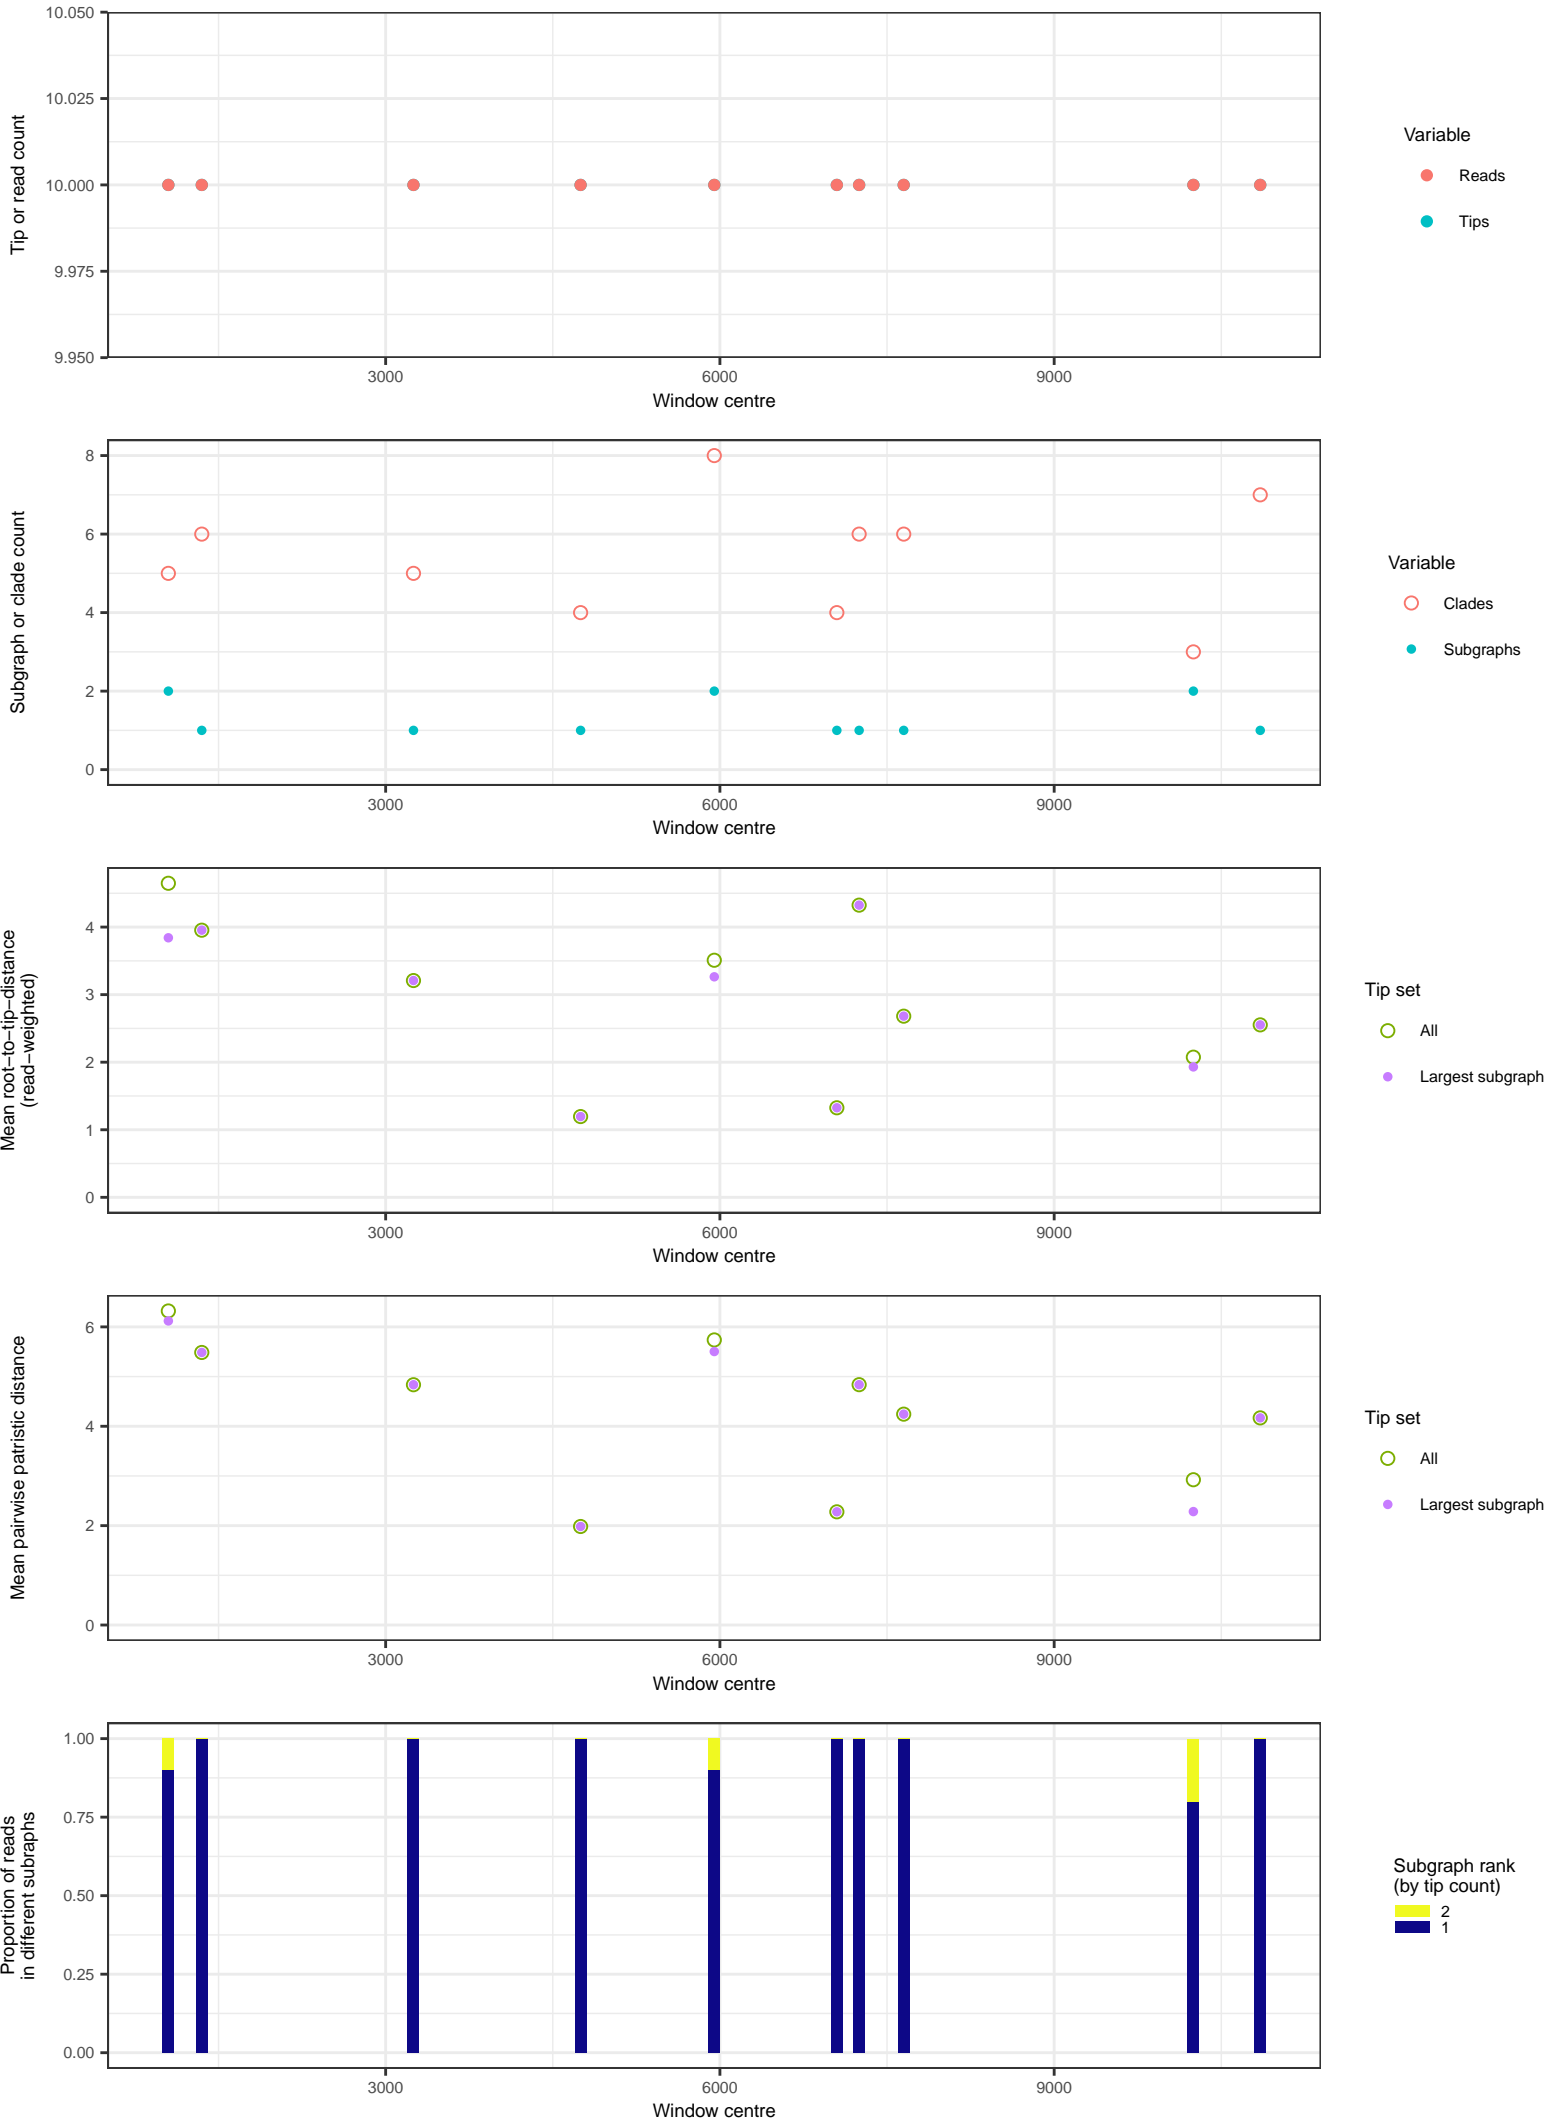 10.050
10.025
10.000
9.975
9.950
Tip or read count
3000 6000 9000
Window centre
Variable
Reads
Tips
8
6
4
2
0
Subgraph or clade count
3000 6000 9000
Window centre
Variable
Clades
Subgraphs
4
3
2
1
0
Mean root−to−tip−distance
(read−weighted)
3000 6000 9000
Window centre
Tip set
All
Largest subgraph
6
4
2
0
Mean pairwise patristic distance
3000 6000 9000
Window centre
Tip set
All
Largest subgraph
1.00
0.75
0.50
0.25
0.00
Proportion of reads
in different subraphs
3000 6000 9000
Window centre
Subgraph rank
(by tip count)
2
1